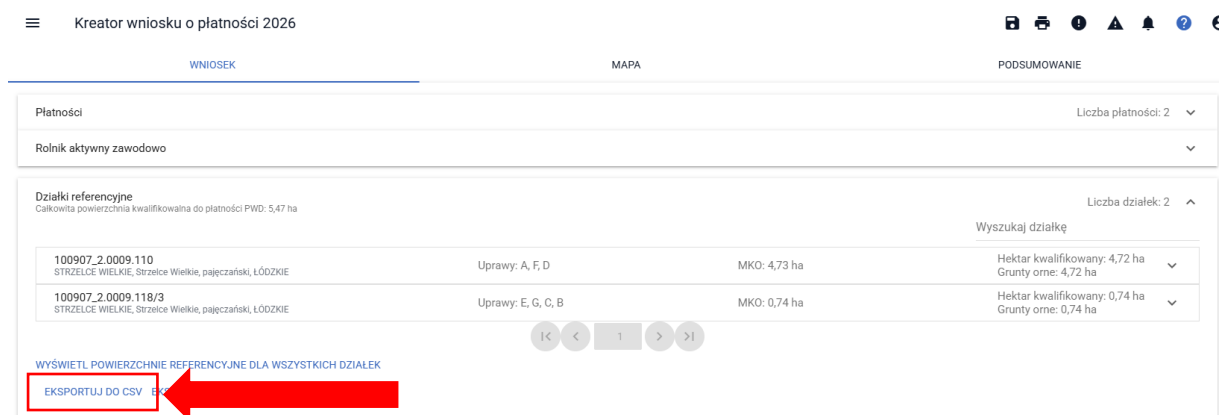 Kreator wniosku o płatności 2026
WNIOSEK MAPA PODSUMOWANIE
Płatności Liczba płatności: 2
Rolnik aktywny zawodowo
Działki referencyjne Liczba działek: 2
Całkowita powierzchnia kwalifikowalna do płatności PWD: 5,47 ha
Wyszukaj działkę
100907_2.0009.110 Uprawy: A, F, D MKO: 4,73 ha Hektar kwalifikowany: 4,72 ha
STRZELCE WIELKIE, Strzelce Wielkie, pajęczański, ŁÓDZKIE Grunty orne: 4,72 ha
100907_2.0009.118/3 Uprawy: E, G, C, B MKO: 0,74 ha Hektar kwalifikowany: 0,74 ha
STRZELCE WIELKIE, Strzelce Wielkie, pajęczański, ŁÓDZKIE Grunty orne: 0,74 ha
1
WYŚWIETL POWIERZCHNIE REFERENCYJNE DLA WSZYSTKICH DZIAŁEK
EKSPORTUJ DO CSV